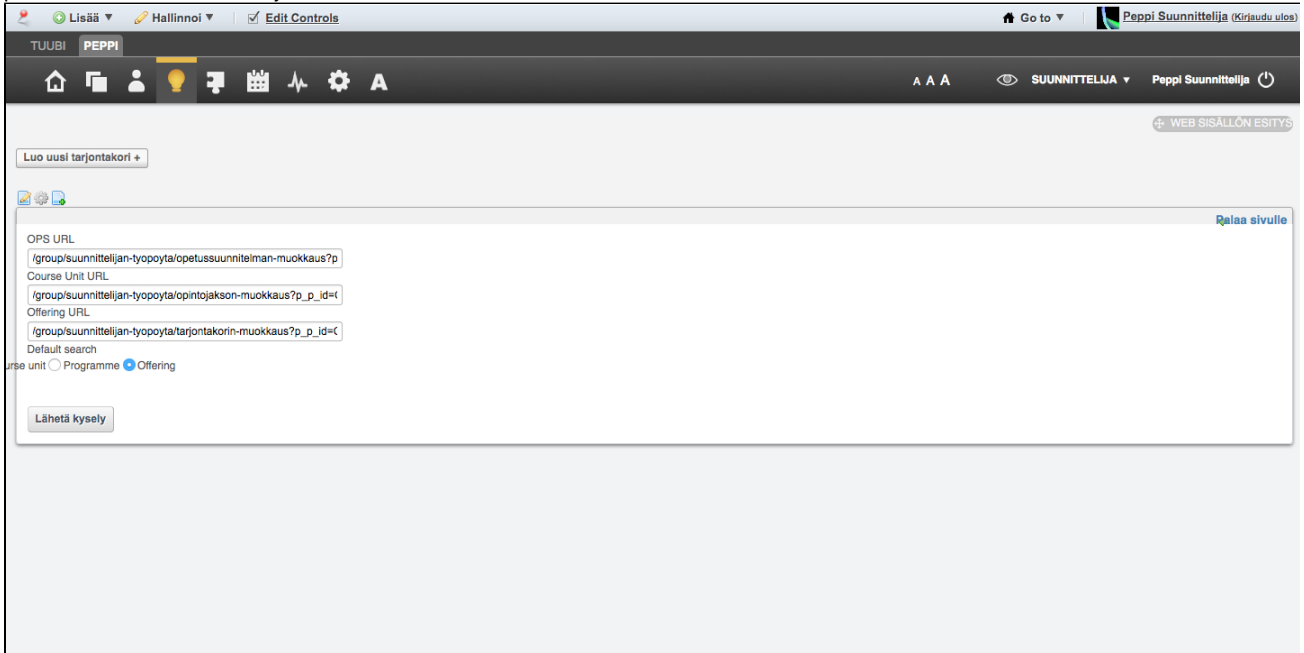 Lisää ▼ Hallinnoi ▼ Edit Controls Go to ▼ Peppi Suunnittelija (Kirjaudu ulos)
TUUBI PEPPI
A A A A SUUNNITTELIJA ▼ Peppi Suunnittelija
WEB SISÄLLÖN ESITYS
Luo uusi tarjontakori +
Palaa sivulle
OPS URL
/group/suunnittelijan-tyopoyta/opetussuunnitelman-muokkaus?p
Course Unit URL
/group/suunnittelijan-tyopoyta/opintojakson-muokkaus?p_p_id=
Offering URL
/group/suunnittelijan-tyopoyta/tarjontakorin-muokkaus?p_p_id=
Default search
urse unit Programme Offering
Lähetä kysely